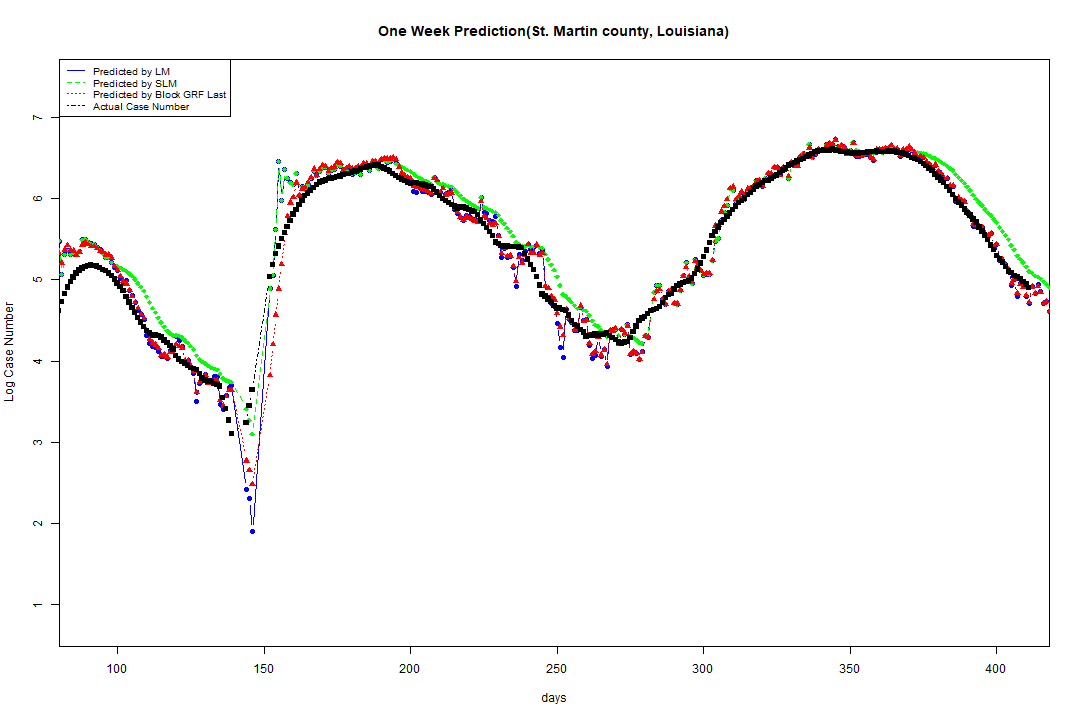 One Week Prediction(St. Martin county, Louisiana)
Predicted by LM
Predicted by SLM
Predicted by Block GRF Last
Actual Case Number
7
6
5
4
3
2
1
Log Case Number
100 150 200 250 300 350 400
days